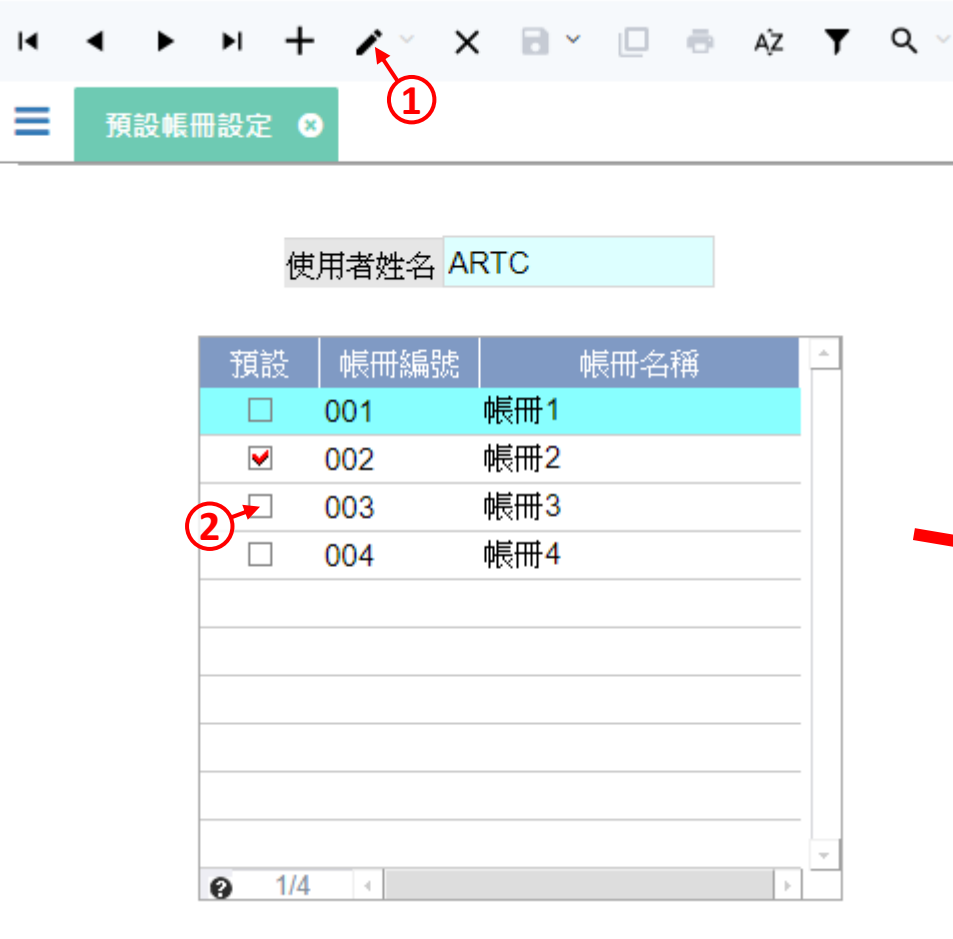 AZ
①
預設帳冊設定
使用者姓名 ARTC
預設 帳冊編號 帳冊名稱
001 帳冊1
002 帳冊2
② 003 帳冊3
004 帳冊4
? 1/4